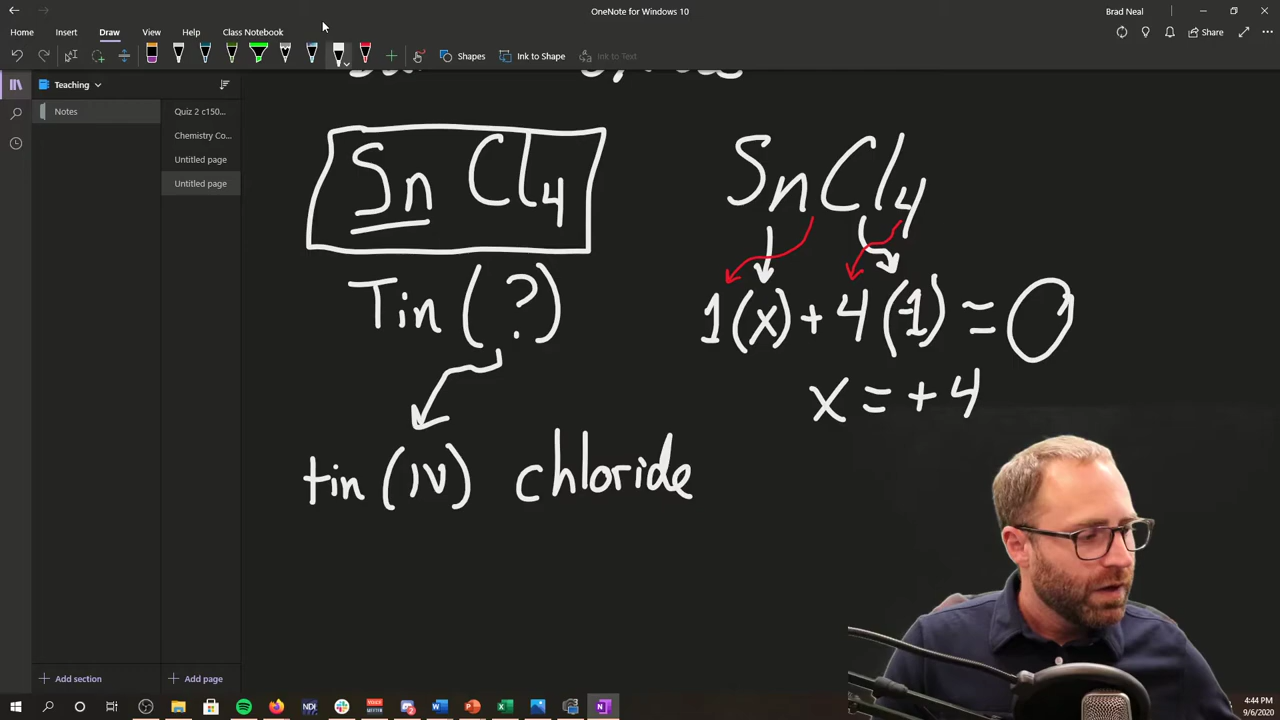 OneNote for Windows 10
Brad Neal
Home Insert Draw View Help Class Notebook
Share
Shapes
Ink to Shape
Ink to Text
Teaching
Notes
Quiz 2 c150...
Chemistry Co...
Untitled page
Untitled page
SnCl4
Tin (?)
tin (IV) chloride
SnCl4
1(x) + 4(-1) = 0
x = +4
Add section
Add page
4:44 PM
9/6/2020